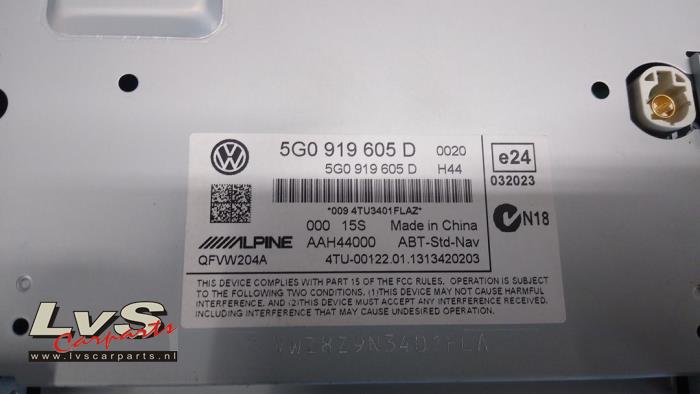 5G0 919 605 D 0020
5G0 919 605 D H44
e24
032023
*009 4TU3401FLAZ*
000 15S Made in China
N18
ALPINE AAH44000 ABT-Std-Nav
QFVW204A 4TU-00122.01.1313420203
THIS DEVICE COMPLIES WITH PART 15 OF THE FCC RULES. OPERATION IS SUBJECT
TO THE FOLLOWING TWO CONDITIONS. (1)THIS DEVICE MAY NOT CAUSE HARMFUL
INTERFERENCE. AND(2)THIS DEVICE MUST ACCEPT ANY INTERFERENCE RECEIVED.
INCLUDING INTERFERENCE THAT MAY CAUSE UNDESIRED OPERATION.
VWZ8Z9N3401FLA
LvS
Carparts
www.lvscarparts.nl